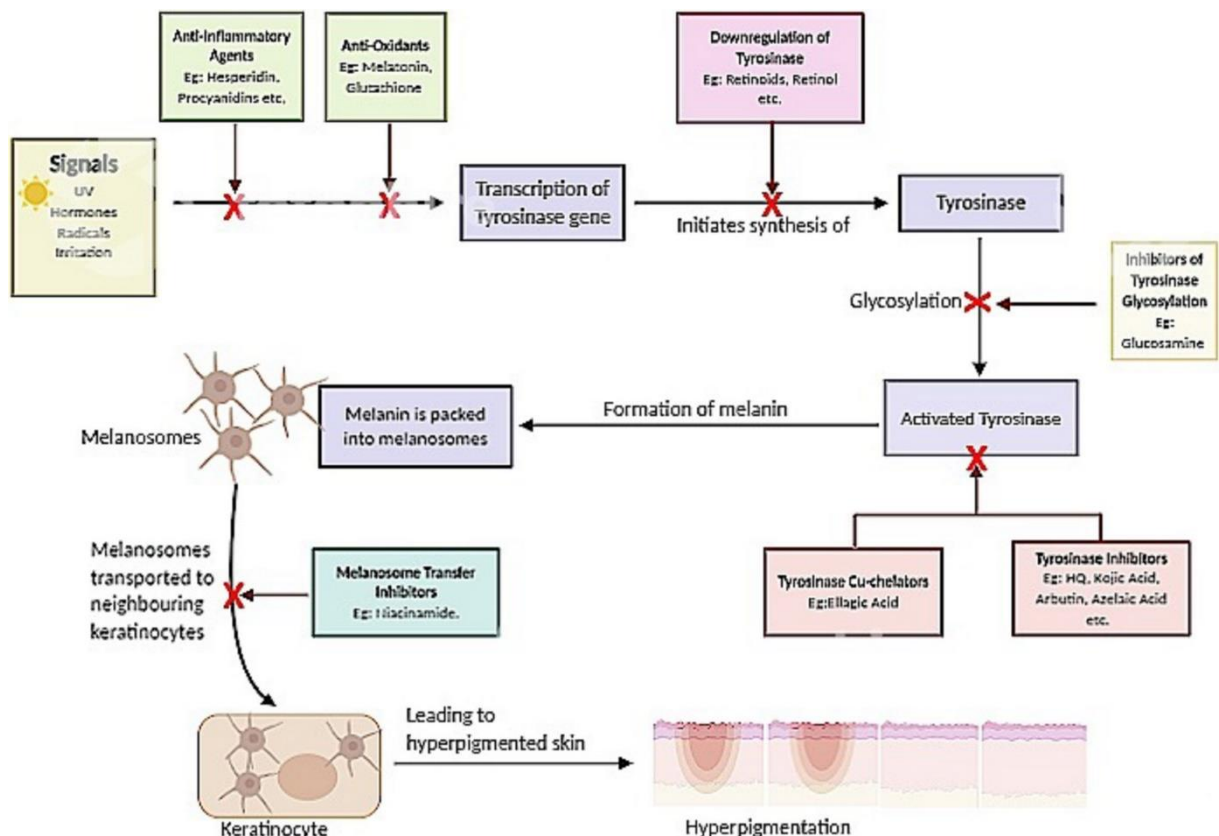 Anti-Inflammatory
Agents
Eg: Hesperidin,
Procyanidins etc.
Anti-Oxidants
Eg: Melatonin,
Glutathione
Downregulation of
Tyrosinase
Eg: Retinoids, Retinol
etc.
Signals
UV
Hormones
Radicals
Irritation
Transcription of
Tyrosinase gene
Initiates synthesis of
Tyrosinase
Glycosylation
Inhibitors of
Tyrosinase
Glycosylation
Eg:
Glucosamine
Melanosomes
Melanin is packed
into melanosomes
Formation of melanin
Activated Tyrosinase
Melanosomes
transported to
neighbouring
keratinocytes
Melanosome Transfer
Inhibitors
Eg: Niacinamide.
Tyrosinase Cu-chelators
Eg:Ellagic Acid
Tyrosinase Inhibitors
Eg: HQ, Kojic Acid,
Arbutin, Azelaic Acid
etc.
Leading to
hyperpigmented skin
Keratinocyte
Hyperpigmentation